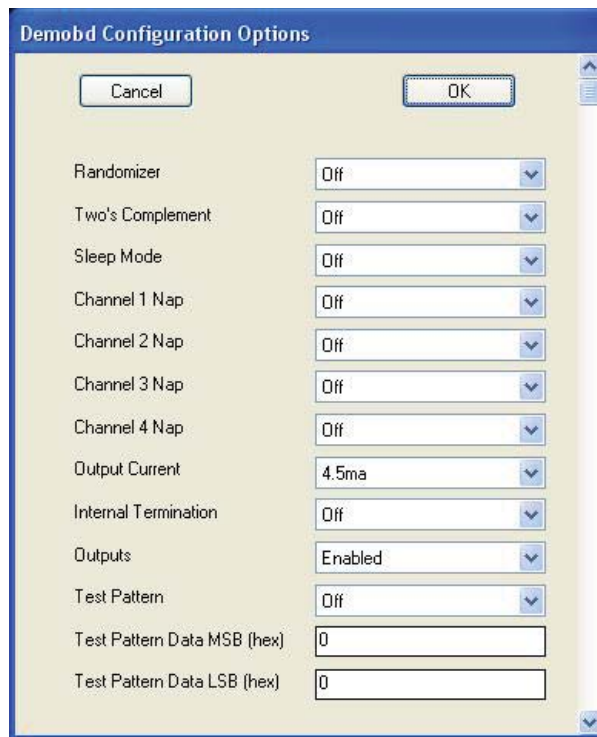 Demobd Configuration Options
Cancel OK
Randomizer Off
Two's Complement Off
Sleep Mode Off
Channel 1 Nap Off
Channel 2 Nap Off
Channel 3 Nap Off
Channel 4 Nap Off
Output Current 4.5ma
Internal Termination Off
Outputs Enabled
Test Pattern Off
Test Pattern Data MSB (hex) 0
Test Pattern Data LSB (hex) 0